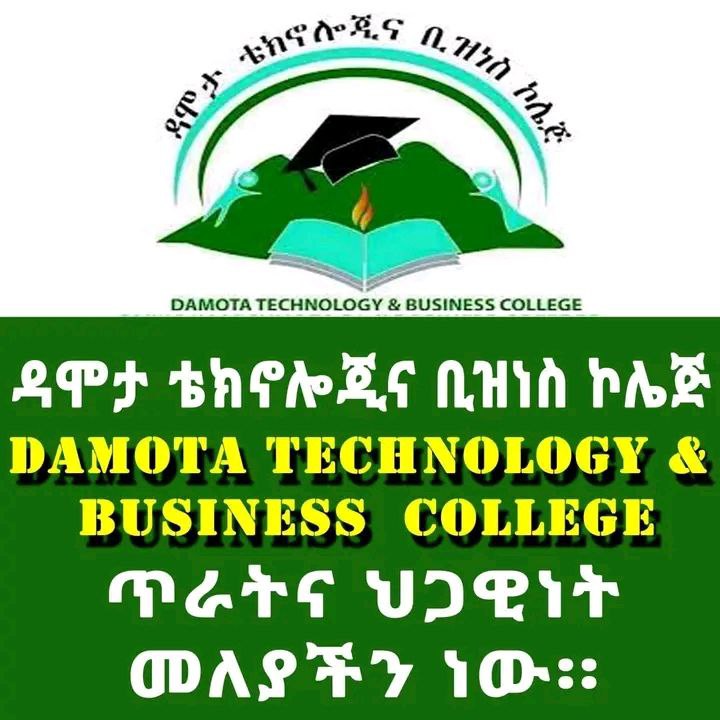 ዳሞታ ቴክኖሎጂና ቢዝነስ ኮሌጅ
DAMOTA TECHNOLOGY & BUSINESS COLLEGE
ዳሞታ ቴክኖሎጂና ቢዝነስ ኮሌጅ
DAMOTA TECHNOLOGY &
BUSINESS COLLEGE
ጥራትና ህጋዊነት
መለያችን ነው።